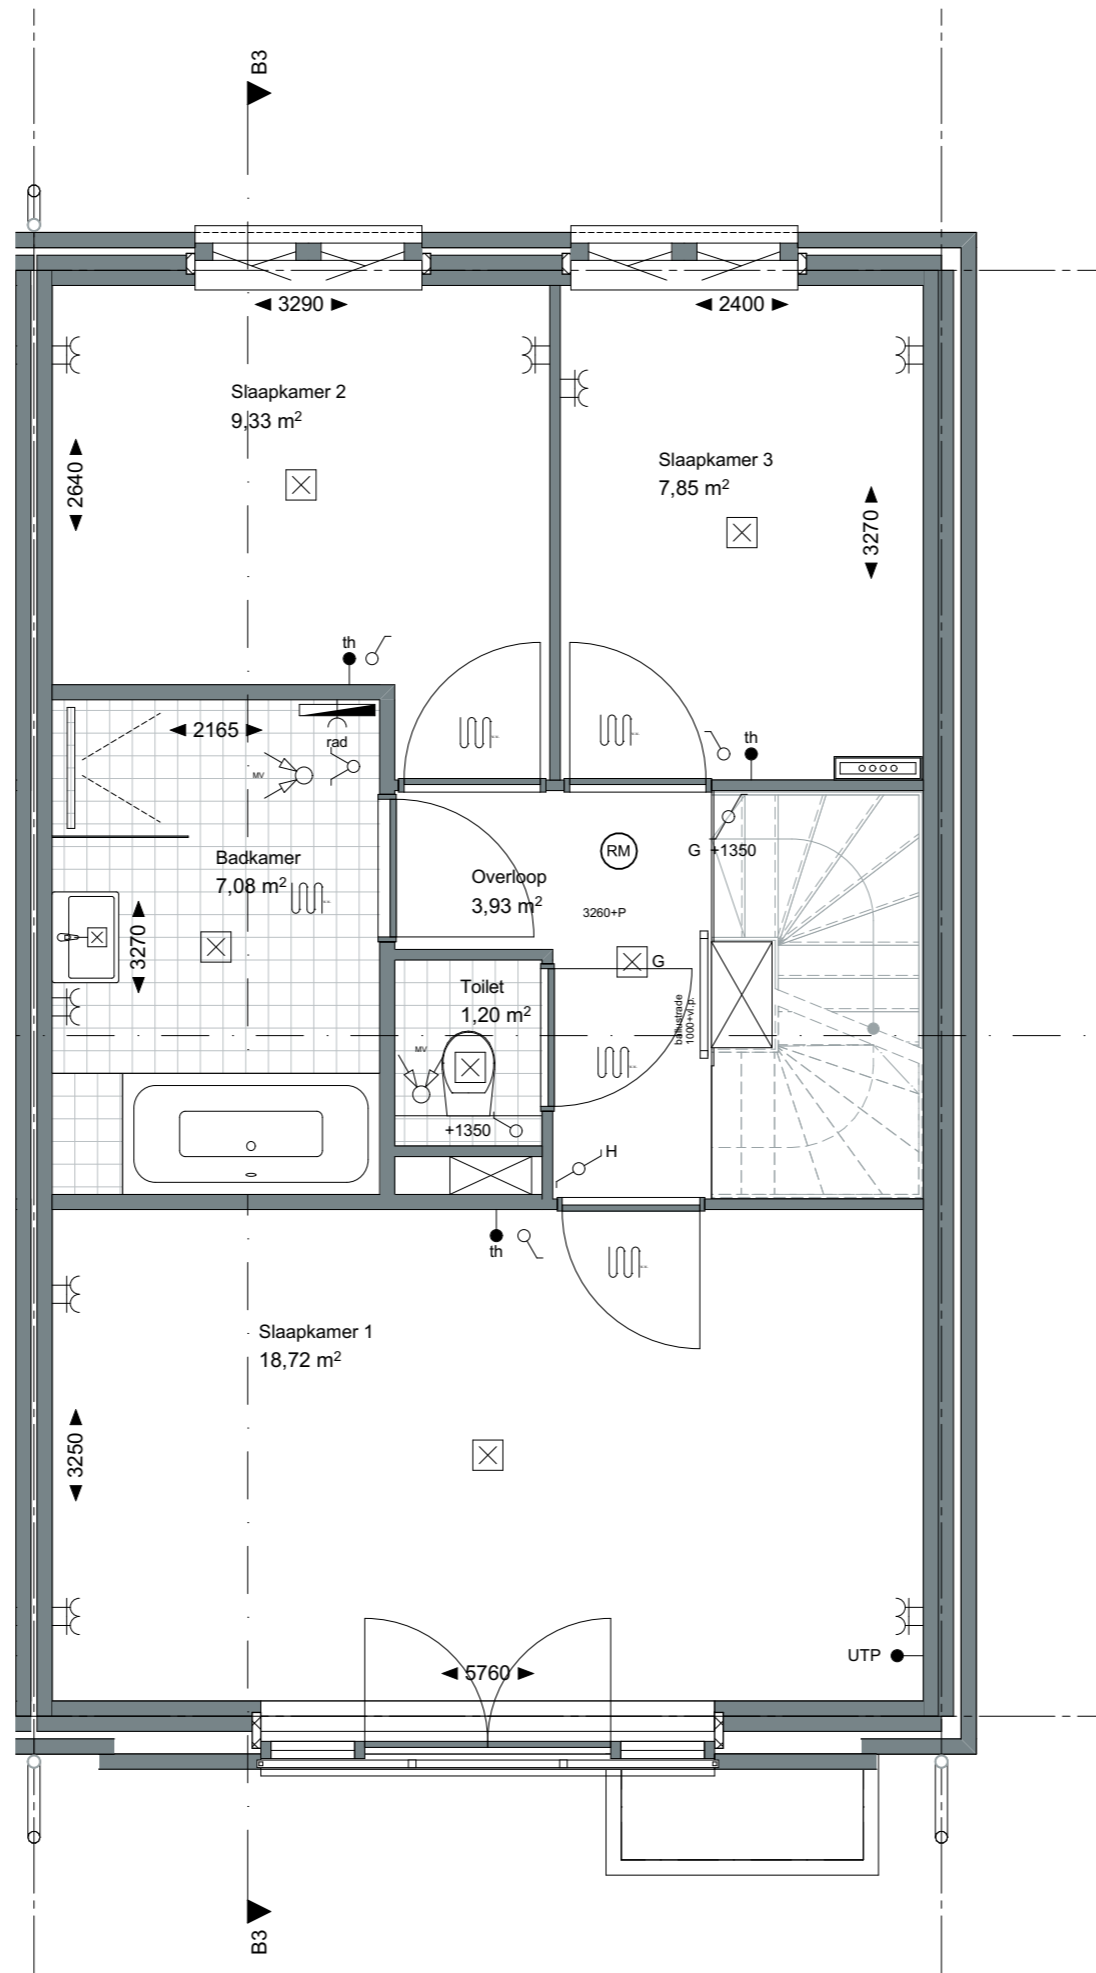 B3
3290
2400
Slaapkamer 2
9,33 m²
Slaapkamer 3
7,85 m²
2640
3270
th
th
2165
rad
MV
Badkamer
7,08 m²
RM
G +1350
Overloop
3,93 m²
3260+P
3270
G
Toilet
1,20 m²
ballustrade
1000+vl.p.
MV
+1350
H
th
Slaapkamer 1
18,72 m²
3250
UTP
5760
B3